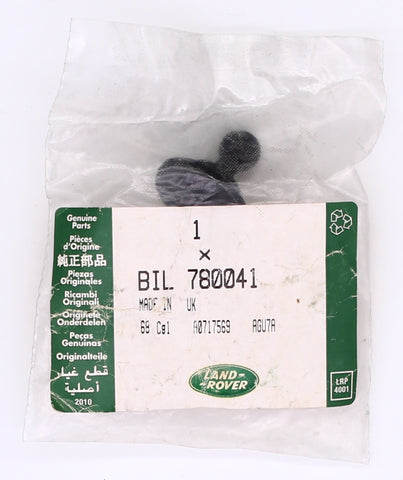 Genuine
Parts
Pièces
d'Origine
純正部品
Piezas
Originales
Ricambi
Originali
Originele
Onderdelen
Peças
Genuinas
Originalteile
قطع غيار
أصلية
2010
1
×
BIL 780041
MADE IN UK
68 Cel A0717569 AGU7A
LAND-
-ROVER
LRP
4001